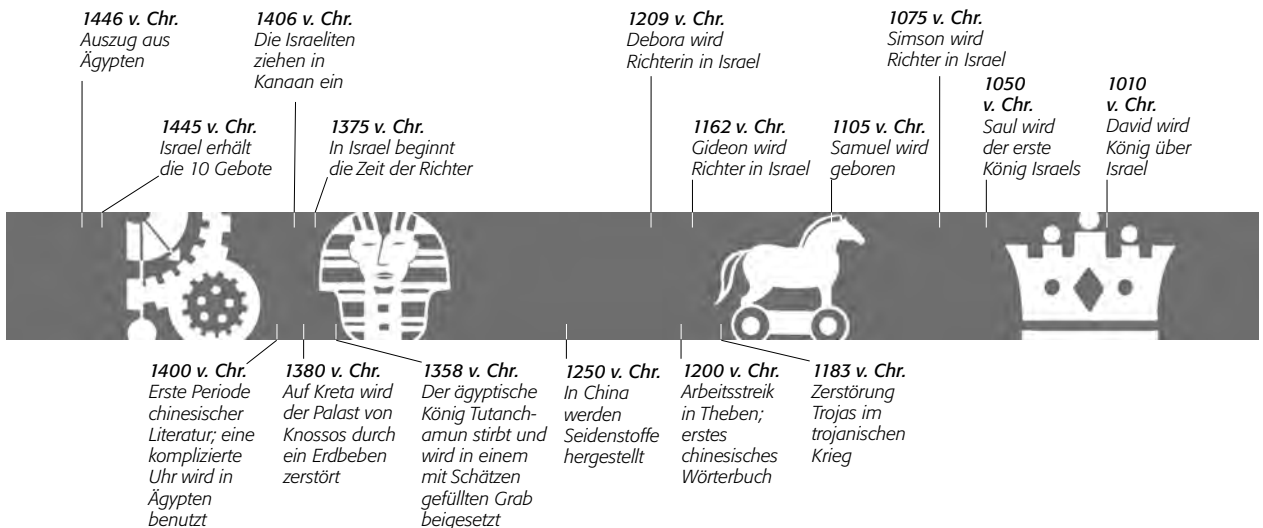 1446 v. Chr.
Auszug aus
Ägypten
1445 v. Chr.
Israel erhält
die 10 Gebote
1406 v. Chr.
Die Israeliten
ziehen in
Kanaan ein
1375 v. Chr.
In Israel beginnt
die Zeit der Richter
1209 v. Chr.
Debora wird
Richterin in Israel
1162 v. Chr.
Gideon wird
Richter in Israel
1105 v. Chr.
Samuel wird
geboren
1075 v. Chr.
Simson wird
Richter in Israel
1050
v. Chr.
Saul wird
der erste
König Israels
1010
v. Chr.
David wird
König über
Israel
1400 v. Chr.
Erste Periode
chinesischer
Literatur; eine
komplizierte
Uhr wird in
Ägypten
benutzt
1380 v. Chr.
Auf Kreta wird
der Palast von
Knossos durch
ein Erdbeben
zerstört
1358 v. Chr.
Der ägyptische
König Tutanch-
amun stirbt und
wird in einem
mit Schätzen
gefüllten Grab
beigesetzt
1250 v. Chr.
In China
werden
Seidenstoffe
hergestellt
1200 v. Chr.
Arbeitsstreik
in Theben;
erstes
chinesisches
Wörterbuch
1183 v. Chr.
Zerstörung
Trojas im
trojanischen
Krieg